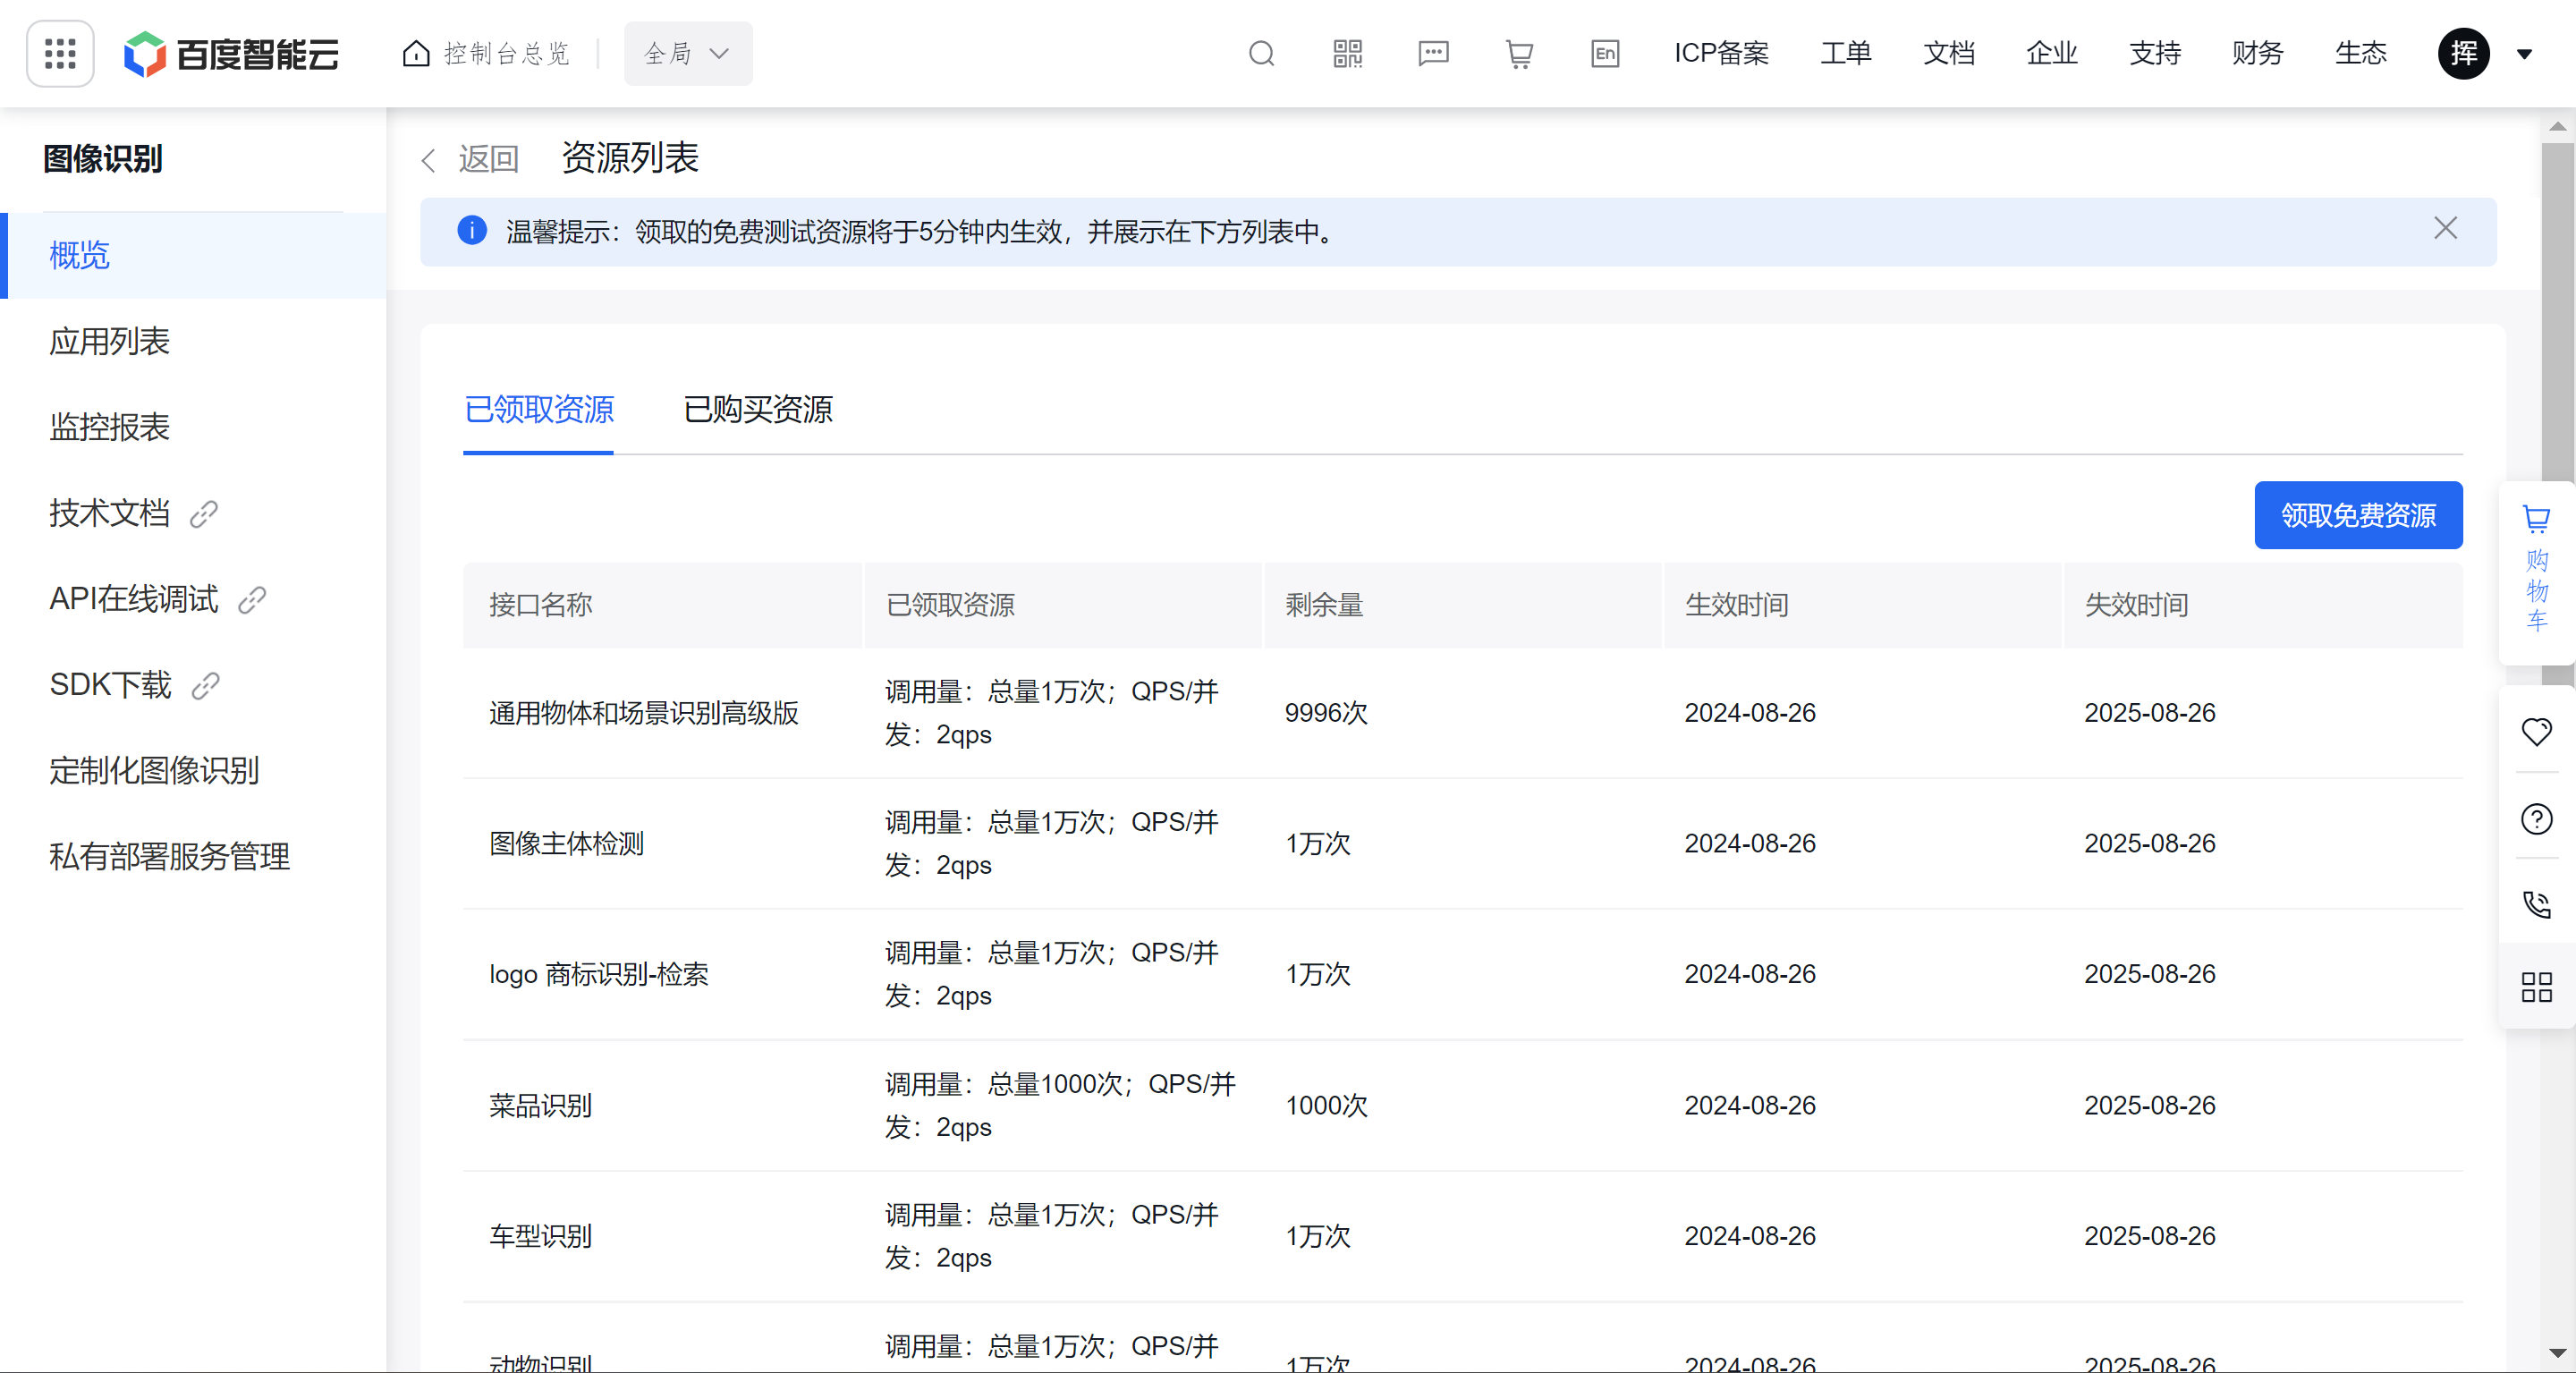 百度智能云
控制台总览
全局
En
ICP备案
工单
文档
企业
支持
财务
生态
挥
图像识别
概览
应用列表
监控报表
技术文档
API在线调试
SDK下载
定制化图像识别
私有部署服务管理
返回 资源列表
温馨提示：领取的免费测试资源将于5分钟内生效，并展示在下方列表中。
已领取资源 已购买资源
领取免费资源
接口名称 已领取资源 剩余量 生效时间 失效时间
通用物体和场景识别高级版 调用量：总量1万次；QPS/并
发：2qps 9996次 2024-08-26 2025-08-26
图像主体检测 调用量：总量1万次；QPS/并
发：2qps 1万次 2024-08-26 2025-08-26
logo 商标识别-检索 调用量：总量1万次；QPS/并
发：2qps 1万次 2024-08-26 2025-08-26
菜品识别 调用量：总量1000次；QPS/并
发：2qps 1000次 2024-08-26 2025-08-26
车型识别 调用量：总量1万次；QPS/并
发：2qps 1万次 2024-08-26 2025-08-26
动物识别 调用量：总量1万次；QPS/并
1万次 2024-08-26 2025-08-26
购
物
车